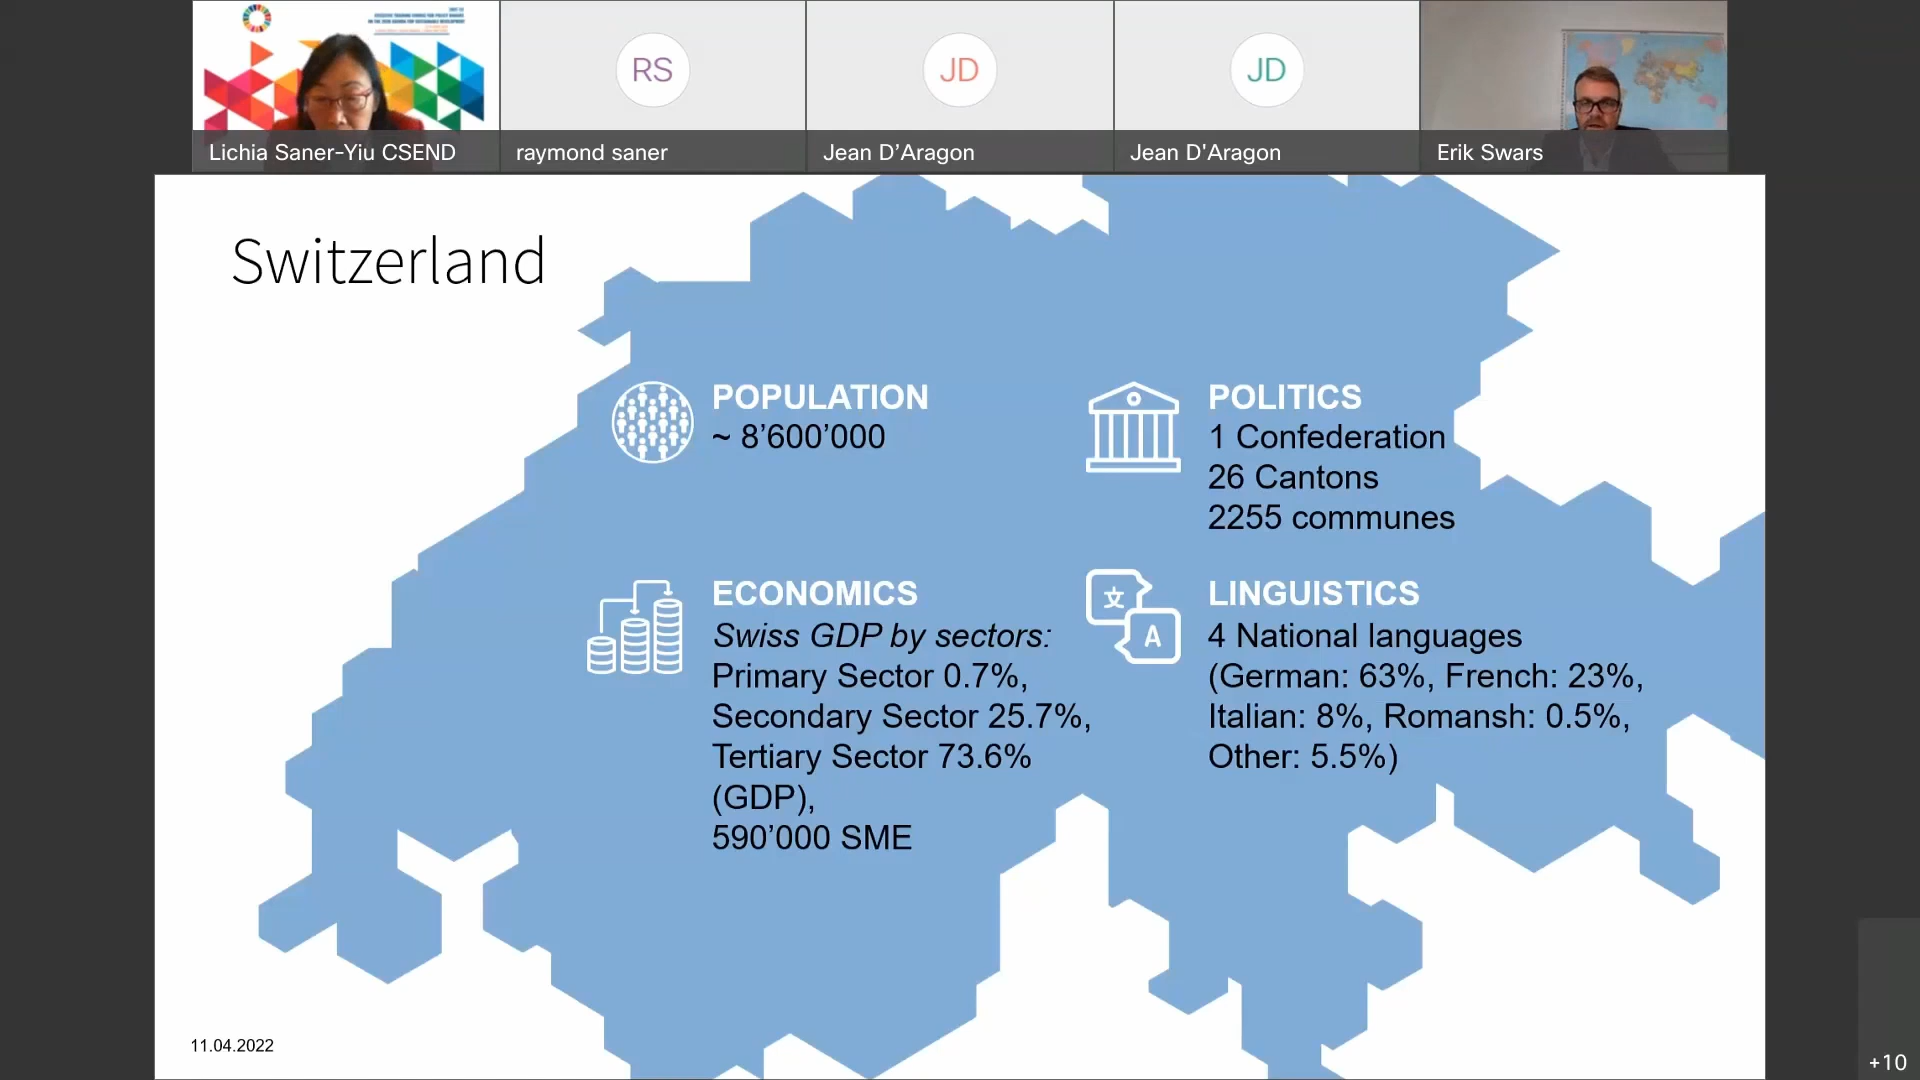 RS
JD
JD
Lichia Saner-Yiu CSEND
raymond saner
Jean D’Aragon
Jean D'Aragon
Erik Swars
Switzerland
POPULATION
~ 8’600’000
POLITICS
1 Confederation
26 Cantons
2255 communes
ECONOMICS
Swiss GDP by sectors:
Primary Sector 0.7%,
Secondary Sector 25.7%,
Tertiary Sector 73.6%
(GDP),
590’000 SME
文
A
LINGUISTICS
4 National languages
(German: 63%, French: 23%,
Italian: 8%, Romansh: 0.5%,
Other: 5.5%)
11.04.2022
+10